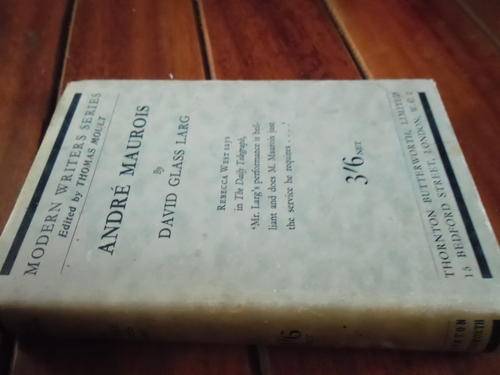 MODERN WRITERS SERIES
Edited by THOMAS MOULT
ANDRÉ MAUROIS
By
DAVID GLASS LARG
REBECCA WEST says
in The Daily Telegraph,
'Mr. Larg's performance is bril-
liant and does M. Maurois just
the service he requires . . . .'
3/6 NET
THORNTON BUTTERWORTH LIMITED
15 BEDFORD STREET, LONDON, W.C.2